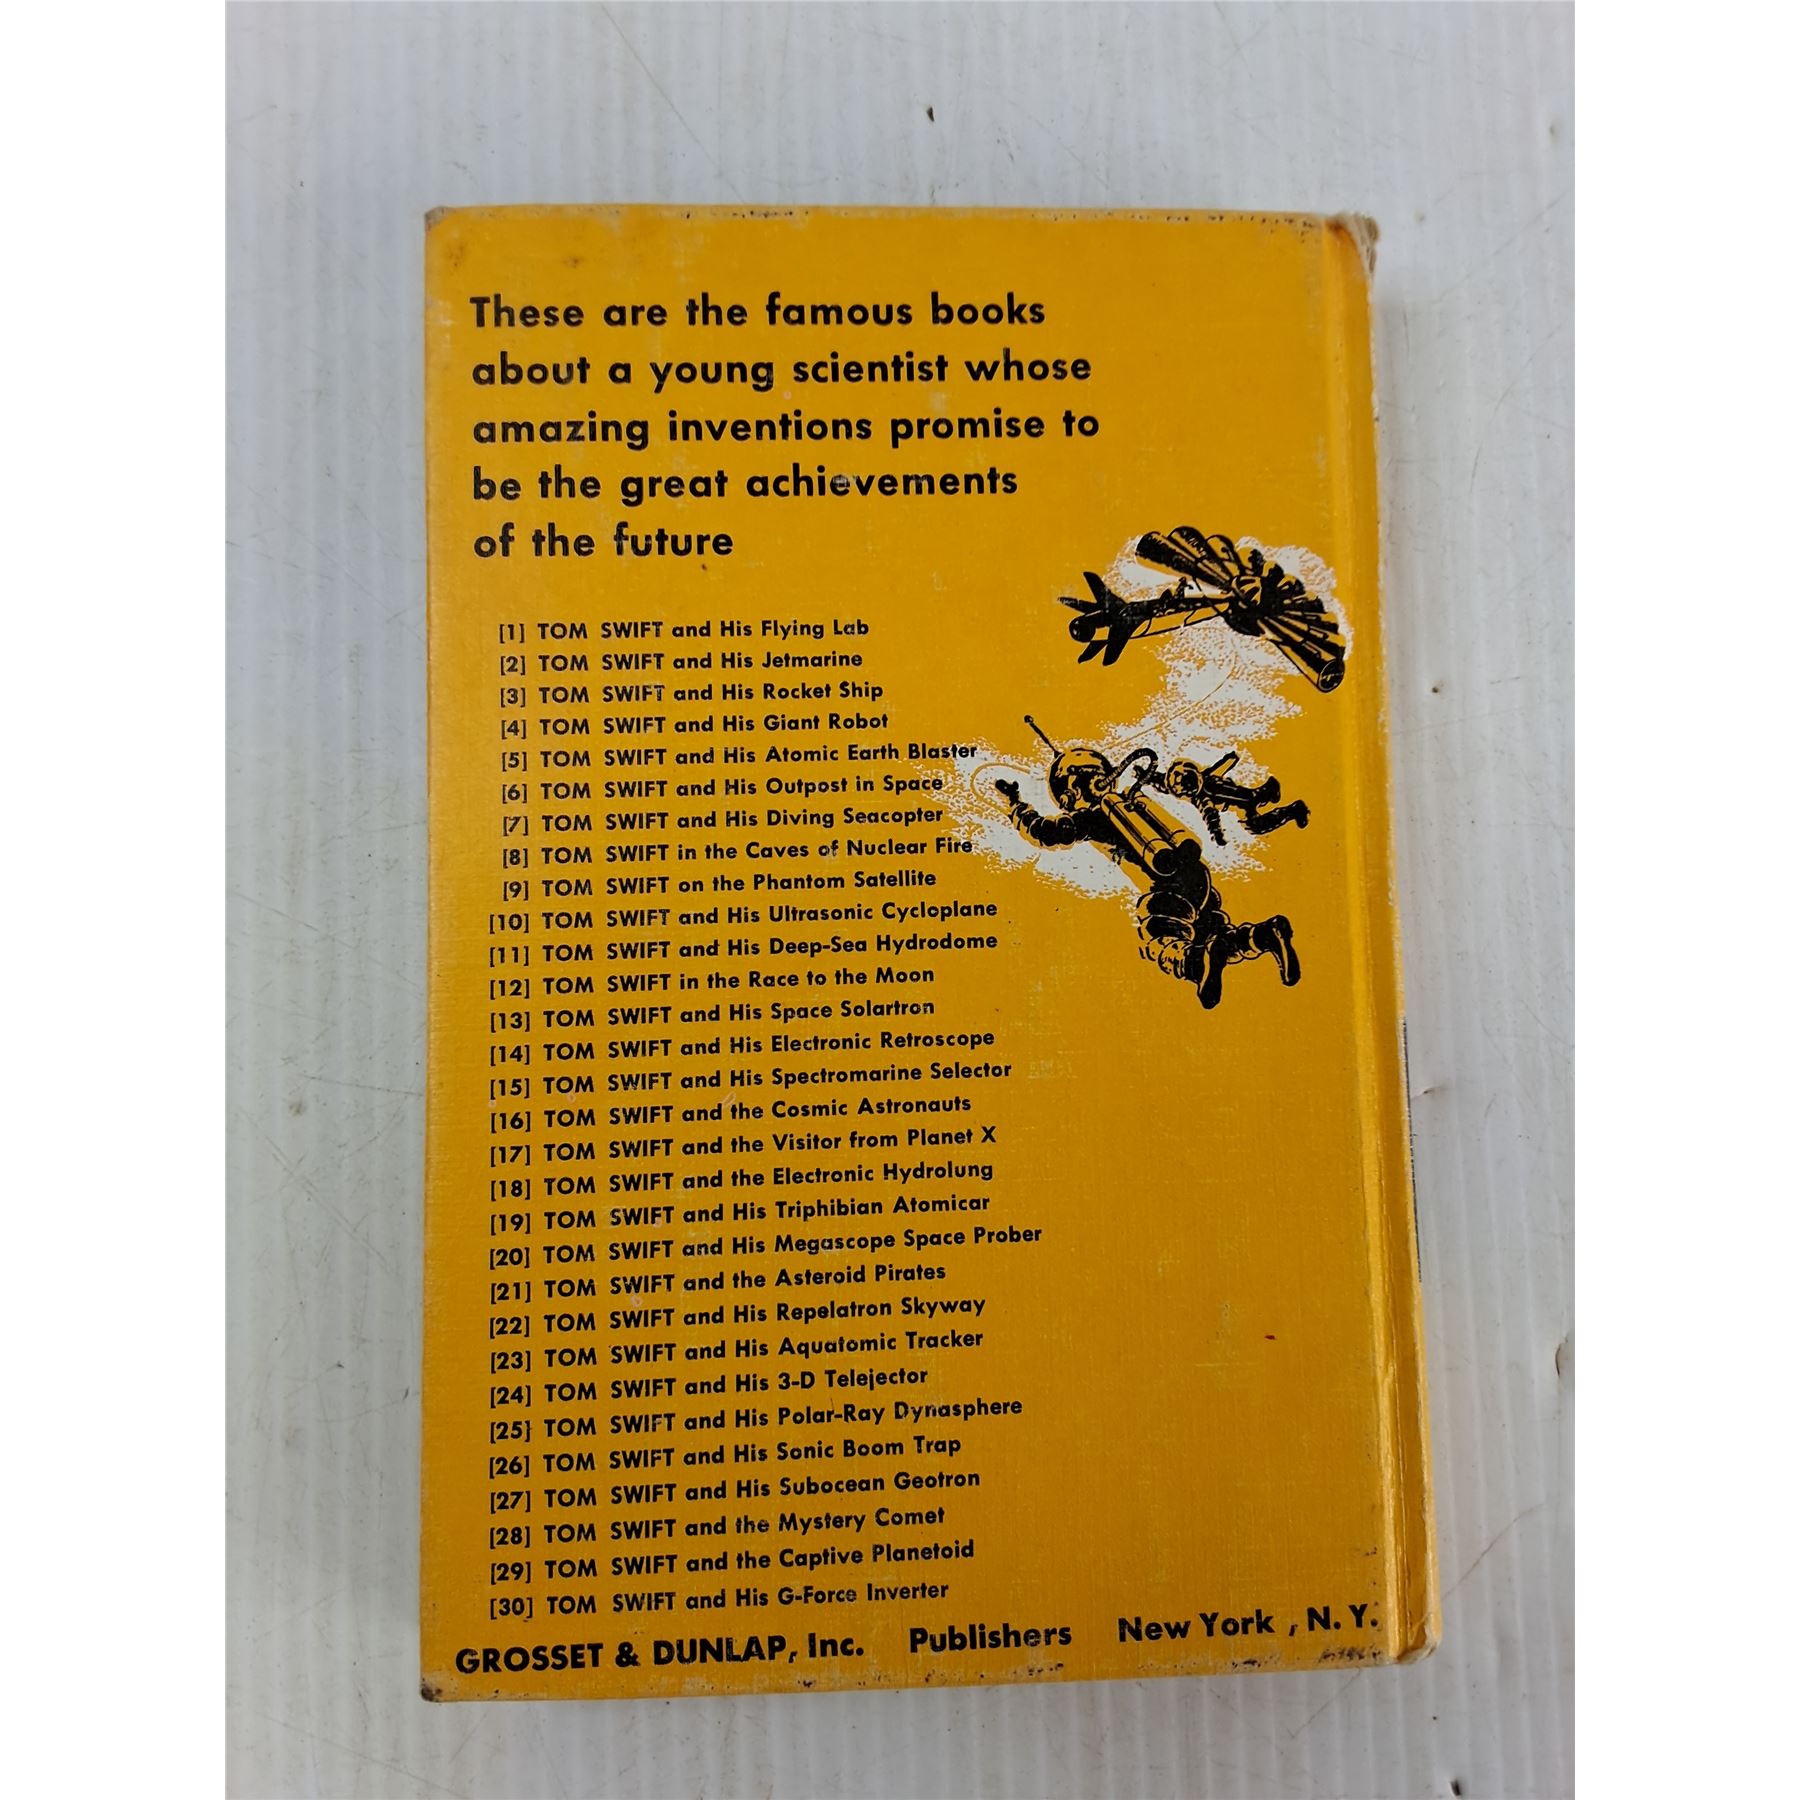 These are the famous books
about a young scientist whose
amazing inventions promise to
be the great achievements
of the future
[1] TOM SWIFT and His Flying Lab
[2] TOM SWIFT and His Jetmarine
[3] TOM SWIFT and His Rocket Ship
[4] TOM SWIFT and His Giant Robot
[5] TOM SWIFT and His Atomic Earth Blaster
[6] TOM SWIFT and His Outpost in Space
[7] TOM SWIFT and His Diving Seacopter
[8] TOM SWIFT in the Caves of Nuclear Fire
[9] TOM SWIFT on the Phantom Satellite
[10] TOM SWIFT and His Ultrasonic Cycloplane
[11] TOM SWIFT and His Deep-Sea Hydrodome
[12] TOM SWIFT in the Race to the Moon
[13] TOM SWIFT and His Space Solartron
[14] TOM SWIFT and His Electronic Retroscope
[15] TOM SWIFT and His Spectromarine Selector
[16] TOM SWIFT and the Cosmic Astronauts
[17] TOM SWIFT and the Visitor from Planet X
[18] TOM SWIFT and the Electronic Hydrolung
[19] TOM SWIFT and His Triphibian Atomicar
[20] TOM SWIFT and His Megascope Space Prober
[21] TOM SWIFT and the Asteroid Pirates
[22] TOM SWIFT and His Repelatron Skyway
[23] TOM SWIFT and His Aquatomic Tracker
[24] TOM SWIFT and His 3-D Telejector
[25} TOM SWIFT and His Polar-Ray Dynasphere
[26] TOM SWIFT and His Sonic Boom Trap
[27] TOM SWIFT and His Subocean Geotron
[28] TOM SWIFT and the Mystery Comet
[29] TOM SWIFT and the Captive Planetoid
[30] TOM SWIFT and His G-Force Inverter
GROSSET & DUNLAP, Inc. Publishers New York , N. Y.